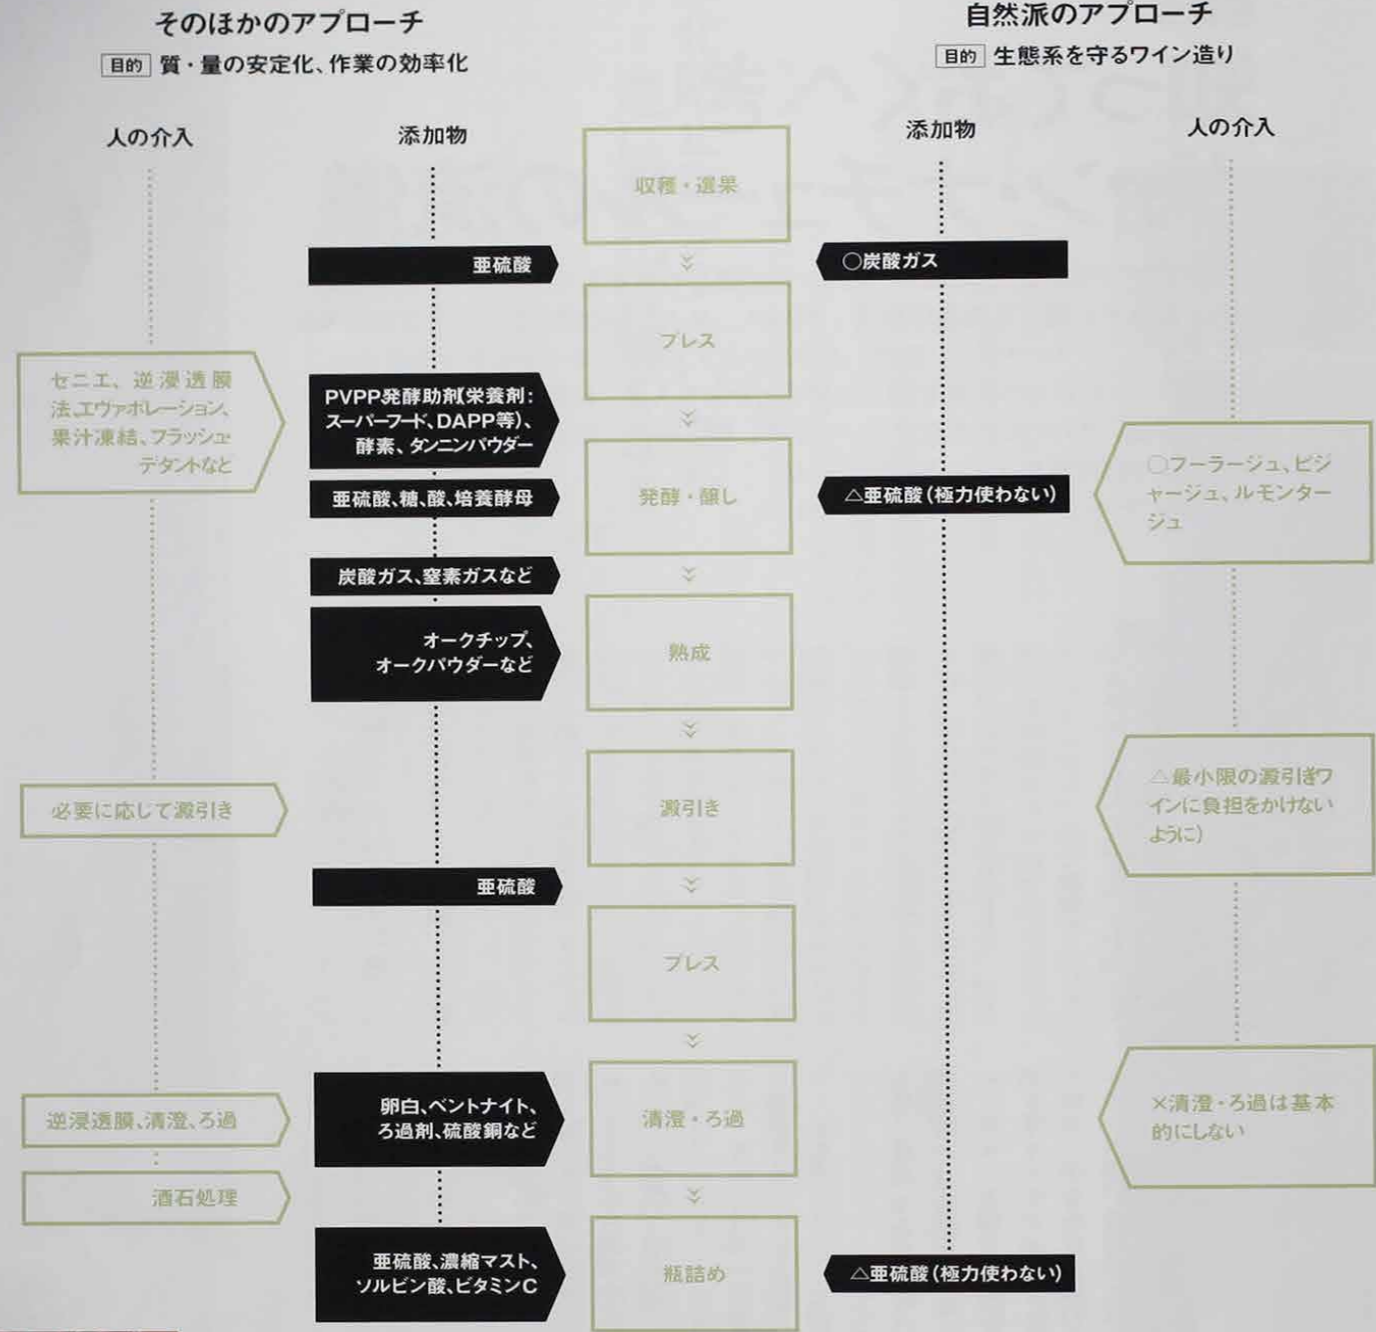 そのほかのアプローチ
目的 質・量の安定化、作業の効率化
人の介入
添加物
自然派のアプローチ
目的 生態系を守るワイン造り
添加物
人の介入
収穫・選果
亜硫酸
○炭酸ガス
プレス
セニエ、逆浸透膜
法、エヴァポレーション、
果汁凍結、フラッシュ
デタントなど
PVPP発酵助剤(栄養剤:
スーパーフード、DAPP等)、
酵素、タンニンパウダー
亜硫酸、糖、酸、培養酵母
発酵・醸し
△亜硫酸(極力使わない)
○フーラージュ、ピジ
ャージュ、ルモンター
ジュ
炭酸ガス、窒素ガスなど
オークチップ、
オークパウダーなど
熟成
必要に応じて澱引き
澱引き
△最小限の澱引きワ
インに負担をかけない
ように)
亜硫酸
プレス
逆浸透膜、清澄、ろ過
卵白、ベントナイト、
ろ過剤、硫酸銅など
清澄・ろ過
×清澄・ろ過は基本
的にしない
酒石処理
亜硫酸、濃縮マスト、
ソルビン酸、ビタミンC
瓶詰め
△亜硫酸(極力使わない)